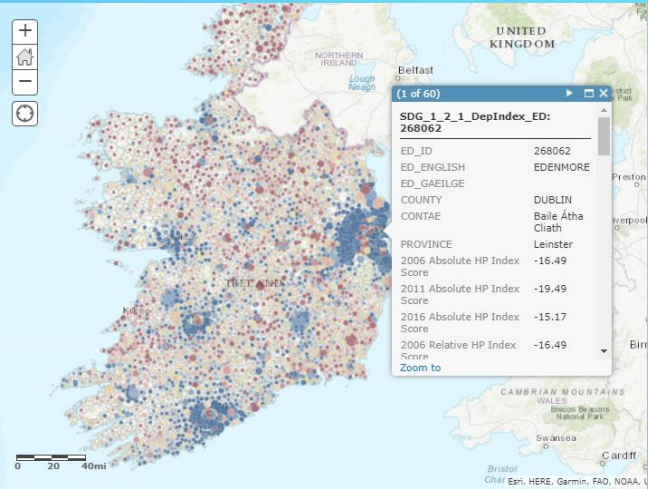 +
−
UNITED
KINGDOM
NORTHERN
IRELAND
Lough
Neagh
Belfast
(1 of 60)
SDG_1_2_1_DepIndex_ED:
268062
ED_ID 268062
ED_ENGLISH EDENMORE
ED_GAEILGE
COUNTY DUBLIN
CONTAE Baile Átha
Cliath
PROVINCE Leinster
2006 Absolute HP Index -16.49
Score
2011 Absolute HP Index -19.49
Score
2016 Absolute HP Index -15.17
Score
2006 Relative HP Index -16.49
Score
Zoom to
Park
Preston
IRELAND
CAMBRIAN MOUNTAINS
WALES
Brecon Beacons
National Park
Swansea
Cardiff
Bristol
0 20 40mi
Esri, HERE, Garmin, FAO, NOAA, U